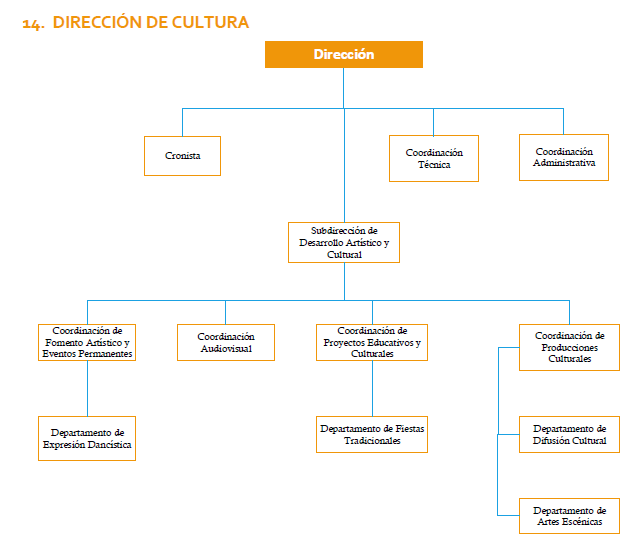 14. DIRECCIÓN DE CULTURA
Dirección
Cronista
Coordinación
Técnica
Coordinación
Administrativa
Subdirección de
Desarrollo Artístico y
Cultural
Coordinación de
Fomento Artístico y
Eventos Permanentes
Coordinación
Audiovisual
Coordinación de
Proyectos Educativos y
Culturales
Coordinación de
Producciones
Culturales
Departamento de
Expresión Dancística
Departamento de Fiestas
Tradicionales
Departamento de
Difusión Cultural
Departamento de
Artes Escénicas